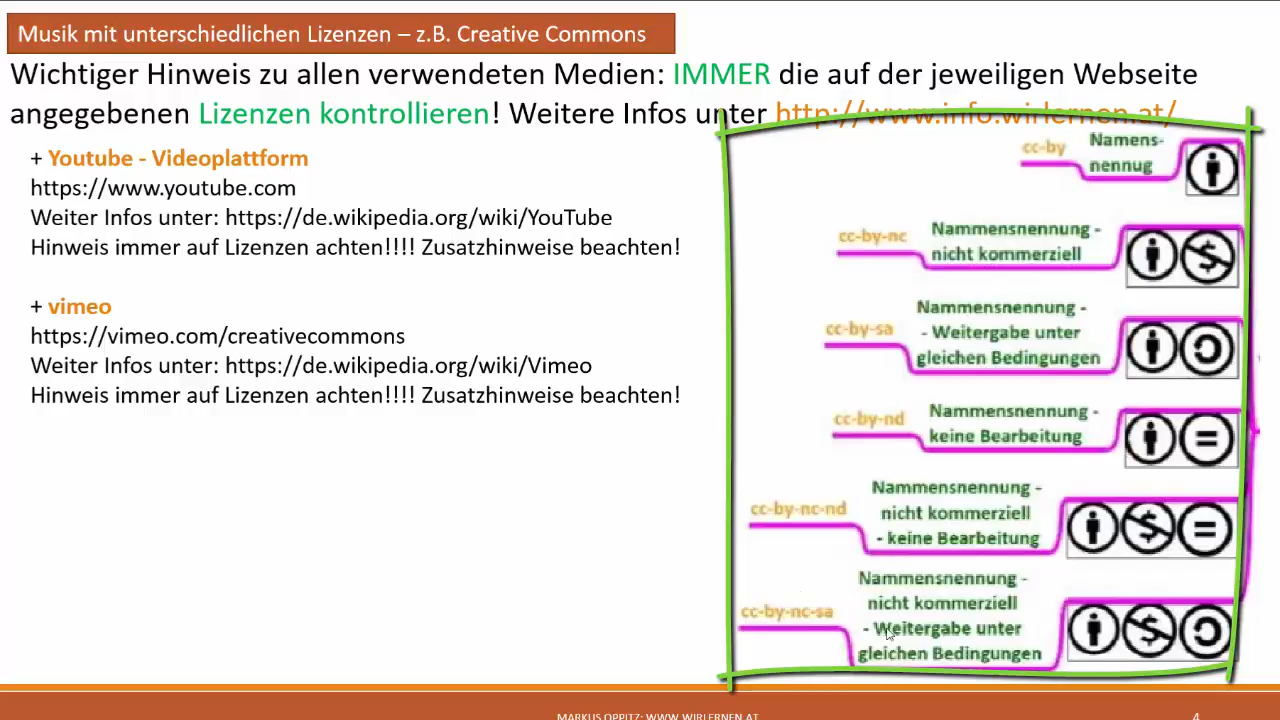 Musik mit unterschiedlichen Lizenzen – z.B. Creative Commons
Wichtiger Hinweis zu allen verwendeten Medien: IMMER die auf der jeweiligen Webseite
angegebenen Lizenzen kontrollieren! Weitere Infos unter http://www.info.wirlernen.at/
+ Youtube - Videoplattform
https://www.youtube.com
Weiter Infos unter: https://de.wikipedia.org/wiki/YouTube
Hinweis immer auf Lizenzen achten!!!! Zusatzhinweise beachten!
+ vimeo
https://vimeo.com/creativecommons
Weiter Infos unter: https://de.wikipedia.org/wiki/Vimeo
Hinweis immer auf Lizenzen achten!!!! Zusatzhinweise beachten!
cc-by
Namens-
nennug
cc-by-nc
Nammensnennung -
nicht kommerziell
cc-by-sa
Nammensnennung -
- Weitergabe unter
gleichen Bedingungen
cc-by-nd
Nammensnennung -
keine Bearbeitung
cc-by-nc-nd
Nammensnennung -
nicht kommerziell
- keine Bearbeitung
cc-by-nc-sa
Nammensnennung -
nicht kommerziell
- Weitergabe unter
gleichen Bedingungen
MARKUS OPPITZ; WWW.WIRLERNEN.AT
4